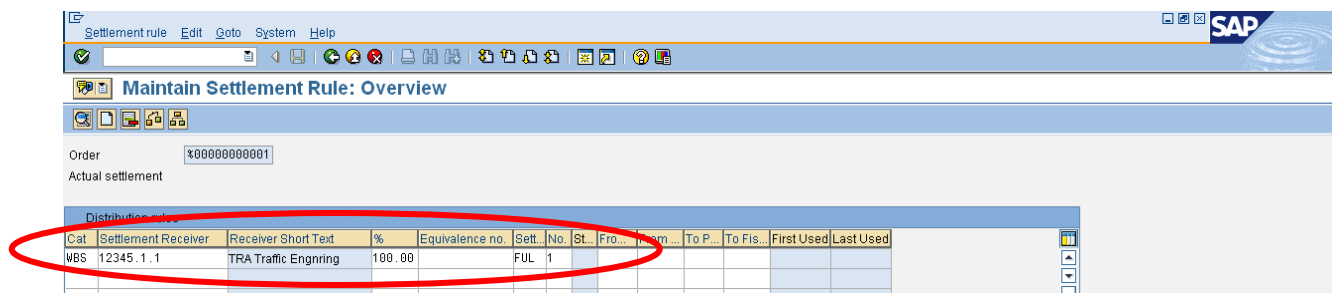 Settlement rule Edit Goto System Help
SAP
Maintain Settlement Rule: Overview
Order %00000000001
Actual settlement
Distribution rules
Cat Settlement Receiver Receiver Short Text % Equivalence no. Sett... No. St... Fro... From ... To P... To Fis... First Used Last Used
WBS 12345.1.1 TRA Traffic Engnring 100.00 FUL 1